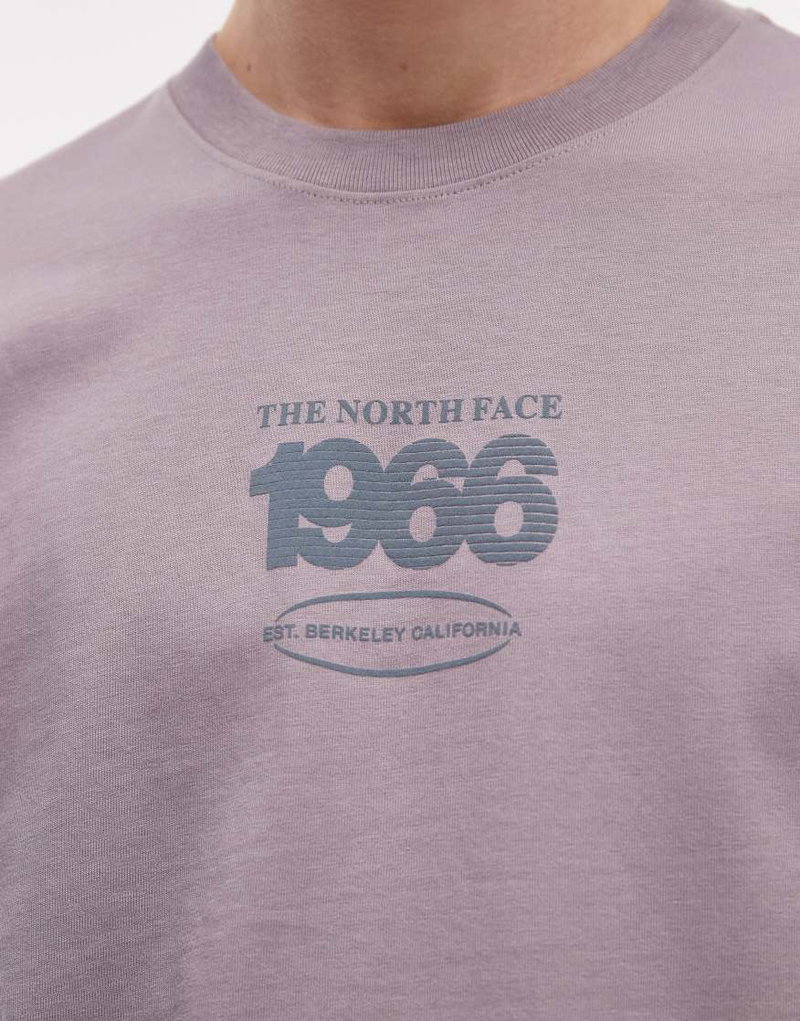 THE NORTH FACE
1966
EST. BERKELEY CALIFORNIA